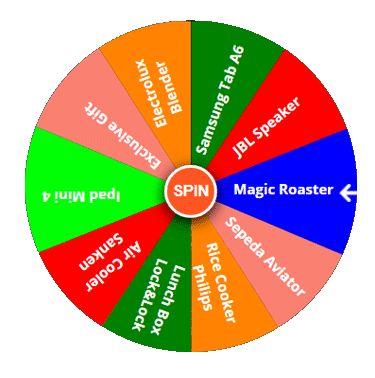 Samsung Tab A6
JBL Speaker
Magic Roaster
Sepeda Aviator
Rice Cooker
Philips
Lunch Box
Lock&Lock
Air Cooler
Sanken
Ipad Mini 4
Exclusive Gift
Electrolux
Blender
SPIN